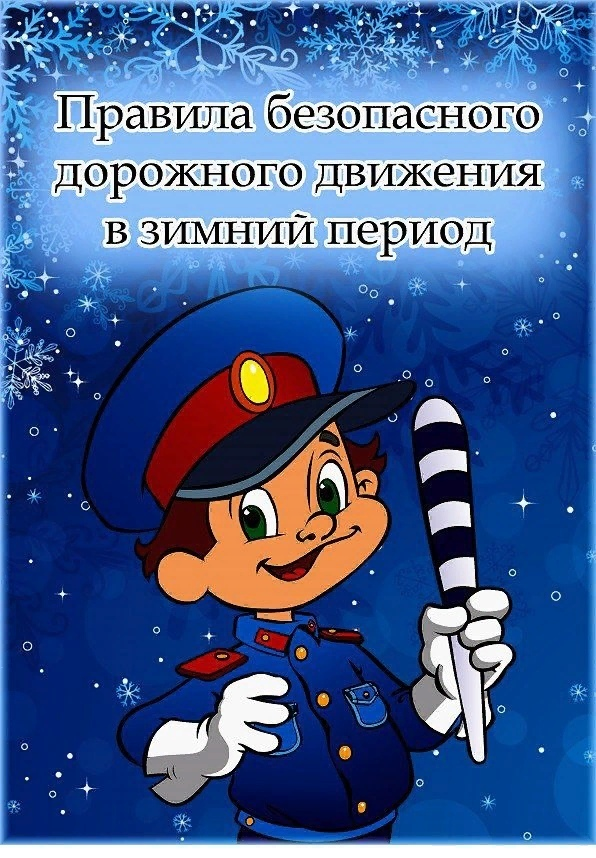 Правила безопасного
дорожного движения
в зимний период